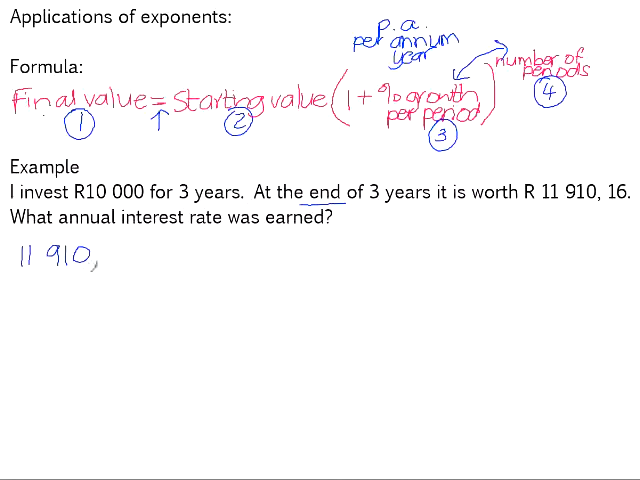 Applications of exponents:
p.a.
per annum
year
Formula:
Final value = Starting value (1 + % growth per period) number of periods
1 2 3 4
Example
I invest R10 000 for 3 years. At the end of 3 years it is worth R 11 910, 16.
What annual interest rate was earned?
11 910,